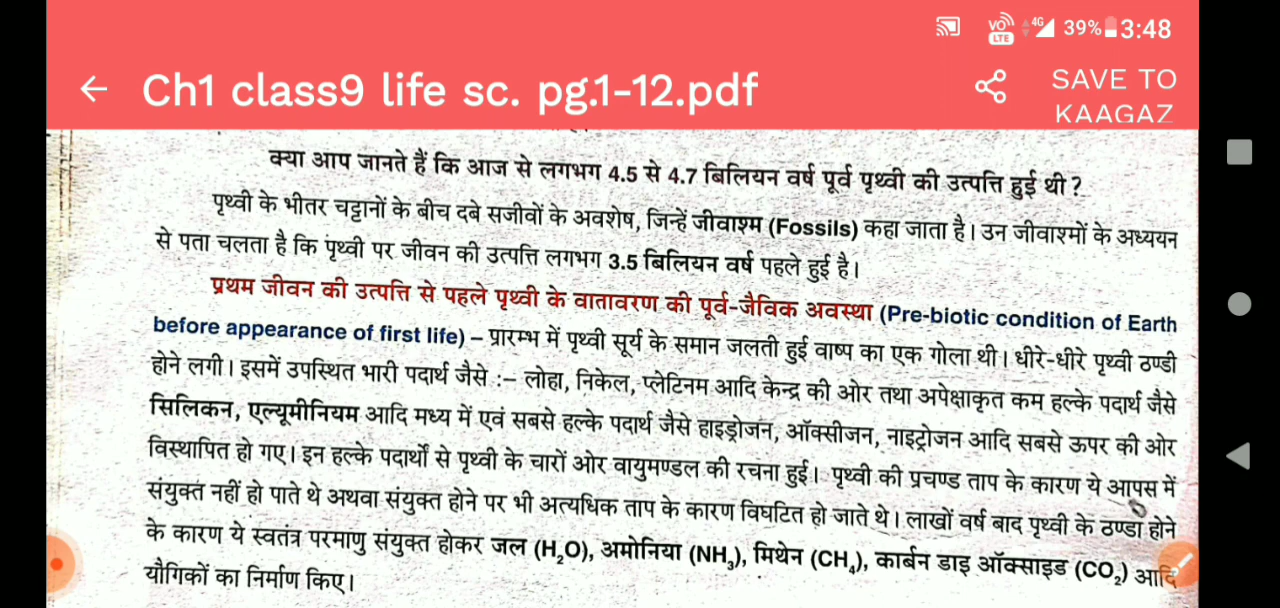 VO LTE 4G 39% 3:48
Ch1 class9 life sc. pg.1-12.pdf
SAVE TO
KAAGAZ
क्या आप जानते हैं कि आज से लगभग 4.5 से 4.7 बिलियन वर्ष पूर्व पृथ्वी की उत्पत्ति हुई थी?
पृथ्वी के भीतर चट्टानों के बीच दबे सजीवों के अवशेष, जिन्हें जीवाश्म (Fossils) कहा जाता है। उन जीवाश्मों के अध्ययन
से पता चलता है कि पृथ्वी पर जीवन की उत्पत्ति लगभग 3.5 बिलियन वर्ष पहले हुई है।
प्रथम जीवन की उत्पत्ति से पहले पृथ्वी के वातावरण की पूर्व-जैविक अवस्था (Pre-biotic condition of Earth
before appearance of first life) – प्रारम्भ में पृथ्वी सूर्य के समान जलती हुई वाष्प का एक गोला थी। धीरे-धीरे पृथ्वी ठण्डी
होने लगी। इसमें उपस्थित भारी पदार्थ जैसे :– लोहा, निकेल, प्लेटिनम आदि केन्द्र की ओर तथा अपेक्षाकृत कम हल्के पदार्थ जैसे
सिलिकन, एल्यूमीनियम आदि मध्य में एवं सबसे हल्के पदार्थ जैसे हाइड्रोजन, ऑक्सीजन, नाइट्रोजन आदि सबसे ऊपर की ओर
विस्थापित हो गए। इन हल्के पदार्थों से पृथ्वी के चारों ओर वायुमण्डल की रचना हुई। पृथ्वी की प्रचण्ड ताप के कारण ये आपस में
संयुक्त नहीं हो पाते थे अथवा संयुक्त होने पर भी अत्यधिक ताप के कारण विघटित हो जाते थे। लाखों वर्ष बाद पृथ्वी के ठण्डा होने
के कारण ये स्वतंत्र परमाणु संयुक्त होकर जल (H₂O), अमोनिया (NH₃), मिथेन (CH₄), कार्बन डाइ ऑक्साइड (CO₂) आदि
यौगिकों का निर्माण किए।